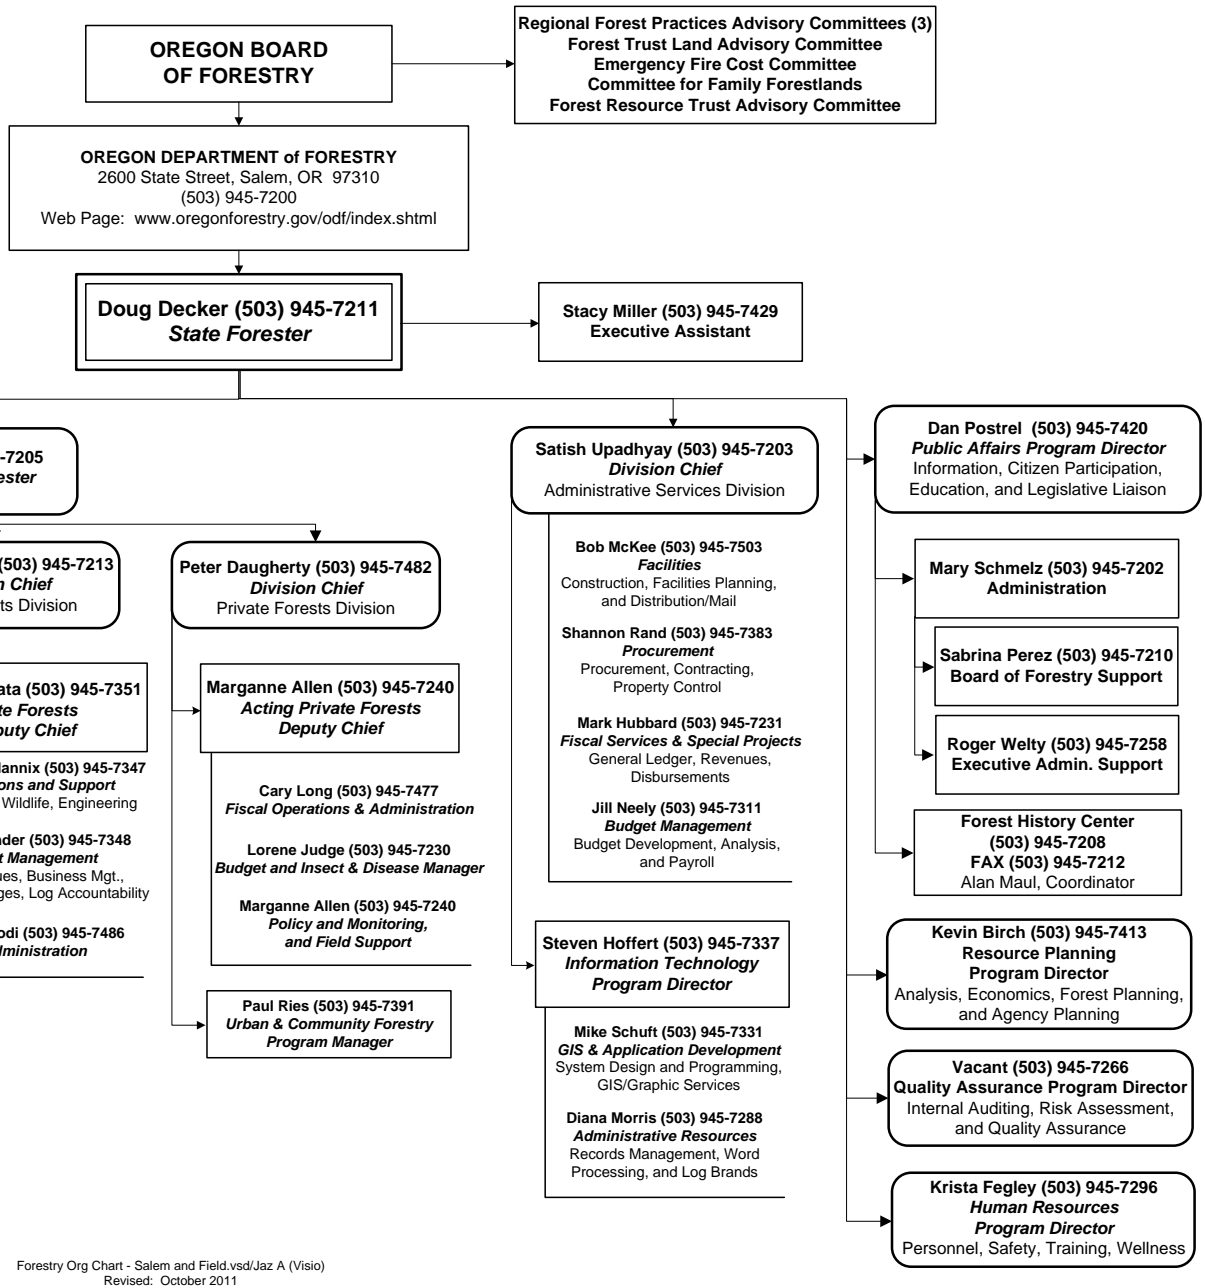 OREGON BOARD
OF FORESTRY
Regional Forest Practices Advisory Committees (3)
Forest Trust Land Advisory Committee
Emergency Fire Cost Committee
Committee for Family Forestlands
Forest Resource Trust Advisory Committee
OREGON DEPARTMENT of FORESTRY
2600 State Street, Salem, OR 97310
(503) 945-7200
Web Page: www.oregonforestry.gov/odf/index.shtml
Doug Decker (503) 945-7211
State Forester
Stacy Miller (503) 945-7429
Executive Assistant
-7205
ester
(503) 945-7213
n Chief
ts Division
ata (503) 945-7351
te Forests
puty Chief
lannix (503) 945-7347
ons and Support
Wildlife, Engineering
nder (503) 945-7348
t Management
ues, Business Mgt.,
ges, Log Accountability
odi (503) 945-7486
lministration
Peter Daugherty (503) 945-7482
Division Chief
Private Forests Division
Marganne Allen (503) 945-7240
Acting Private Forests
Deputy Chief
Cary Long (503) 945-7477
Fiscal Operations & Administration
Lorene Judge (503) 945-7230
Budget and Insect & Disease Manager
Marganne Allen (503) 945-7240
Policy and Monitoring,
and Field Support
Paul Ries (503) 945-7391
Urban & Community Forestry
Program Manager
Satish Upadhyay (503) 945-7203
Division Chief
Administrative Services Division
Bob McKee (503) 945-7503
Facilities
Construction, Facilities Planning,
and Distribution/Mail
Shannon Rand (503) 945-7383
Procurement
Procurement, Contracting,
Property Control
Mark Hubbard (503) 945-7231
Fiscal Services & Special Projects
General Ledger, Revenues,
Disbursements
Jill Neely (503) 945-7311
Budget Management
Budget Development, Analysis,
and Payroll
Steven Hoffert (503) 945-7337
Information Technology
Program Director
Mike Schuft (503) 945-7331
GIS & Application Development
System Design and Programming,
GIS/Graphic Services
Diana Morris (503) 945-7288
Administrative Resources
Records Management, Word
Processing, and Log Brands
Dan Postrel (503) 945-7420
Public Affairs Program Director
Information, Citizen Participation,
Education, and Legislative Liaison
Mary Schmelz (503) 945-7202
Administration
Sabrina Perez (503) 945-7210
Board of Forestry Support
Roger Welty (503) 945-7258
Executive Admin. Support
Forest History Center
(503) 945-7208
FAX (503) 945-7212
Alan Maul, Coordinator
Kevin Birch (503) 945-7413
Resource Planning
Program Director
Analysis, Economics, Forest Planning,
and Agency Planning
Vacant (503) 945-7266
Quality Assurance Program Director
Internal Auditing, Risk Assessment,
and Quality Assurance
Krista Fegley (503) 945-7296
Human Resources
Program Director
Personnel, Safety, Training, Wellness
Forestry Org Chart - Salem and Field.vsd/Jaz A (Visio)
Revised: October 2011